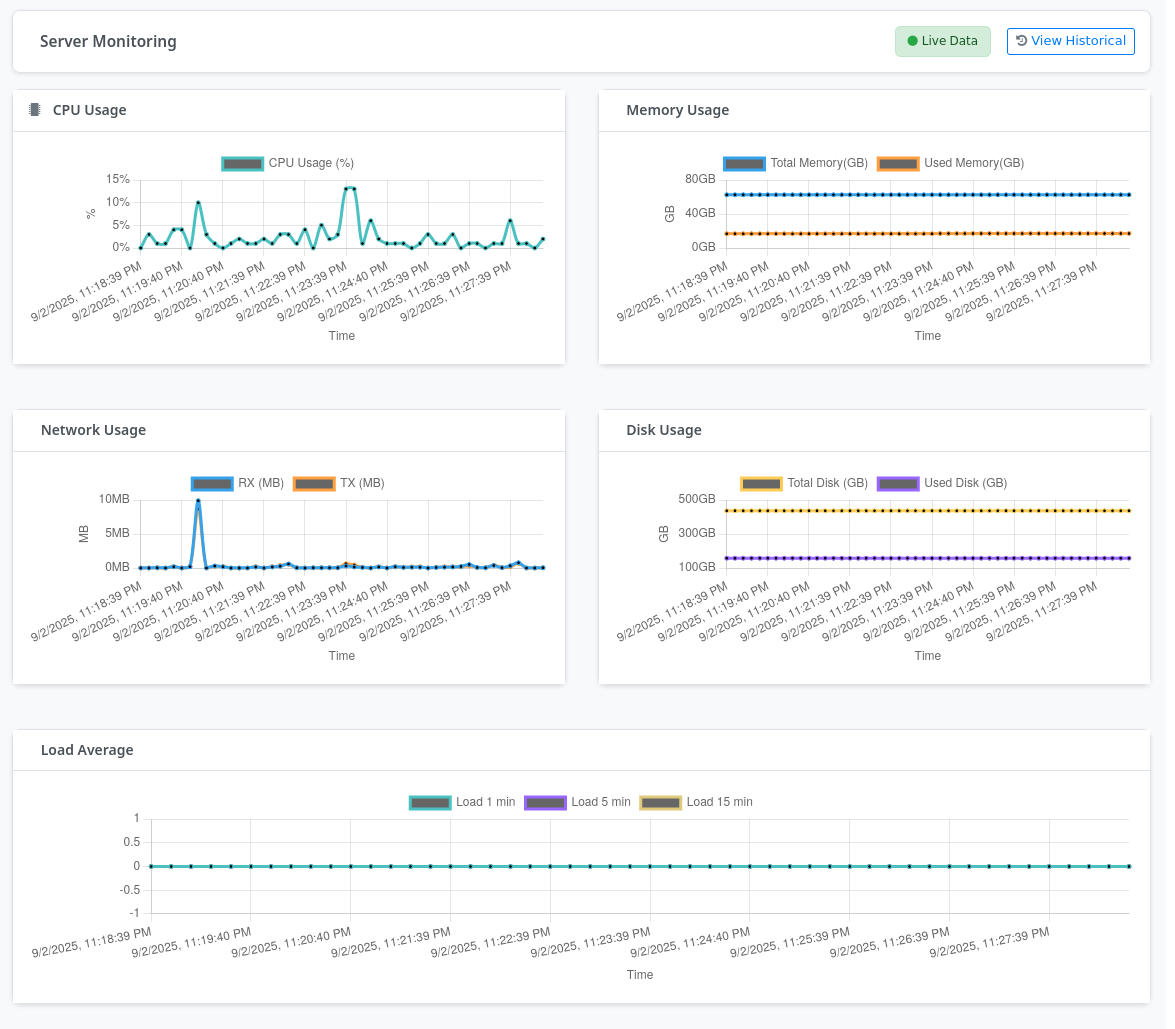 Server Monitoring
Live Data
View Historical
CPU Usage
CPU Usage (%)
15%
10%
5%
0%
%
9/2/2025, 11:18:39 PM
9/2/2025, 11:19:40 PM
9/2/2025, 11:20:40 PM
9/2/2025, 11:21:39 PM
9/2/2025, 11:22:39 PM
9/2/2025, 11:23:39 PM
9/2/2025, 11:24:40 PM
9/2/2025, 11:25:39 PM
9/2/2025, 11:26:39 PM
9/2/2025, 11:27:39 PM
Time
Memory Usage
Total Memory(GB)
Used Memory(GB)
80GB
40GB
0GB
GB
9/2/2025, 11:18:39 PM
9/2/2025, 11:19:40 PM
9/2/2025, 11:20:40 PM
9/2/2025, 11:21:39 PM
9/2/2025, 11:22:39 PM
9/2/2025, 11:23:39 PM
9/2/2025, 11:24:40 PM
9/2/2025, 11:25:39 PM
9/2/2025, 11:26:39 PM
9/2/2025, 11:27:39 PM
Time
Network Usage
RX (MB)
TX (MB)
10MB
5MB
0MB
MB
9/2/2025, 11:18:39 PM
9/2/2025, 11:19:40 PM
9/2/2025, 11:20:40 PM
9/2/2025, 11:21:39 PM
9/2/2025, 11:22:39 PM
9/2/2025, 11:23:39 PM
9/2/2025, 11:24:40 PM
9/2/2025, 11:25:39 PM
9/2/2025, 11:26:39 PM
9/2/2025, 11:27:39 PM
Time
Disk Usage
Total Disk (GB)
Used Disk (GB)
500GB
300GB
100GB
GB
9/2/2025, 11:18:39 PM
9/2/2025, 11:19:40 PM
9/2/2025, 11:20:40 PM
9/2/2025, 11:21:39 PM
9/2/2025, 11:22:39 PM
9/2/2025, 11:23:39 PM
9/2/2025, 11:24:40 PM
9/2/2025, 11:25:39 PM
9/2/2025, 11:26:39 PM
9/2/2025, 11:27:39 PM
Time
Load Average
Load 1 min
Load 5 min
Load 15 min
1
0.5
0
-0.5
-1
9/2/2025, 11:18:39 PM
9/2/2025, 11:19:40 PM
9/2/2025, 11:20:40 PM
9/2/2025, 11:21:39 PM
9/2/2025, 11:22:39 PM
9/2/2025, 11:23:39 PM
9/2/2025, 11:24:40 PM
9/2/2025, 11:25:39 PM
9/2/2025, 11:26:39 PM
9/2/2025, 11:27:39 PM
Time